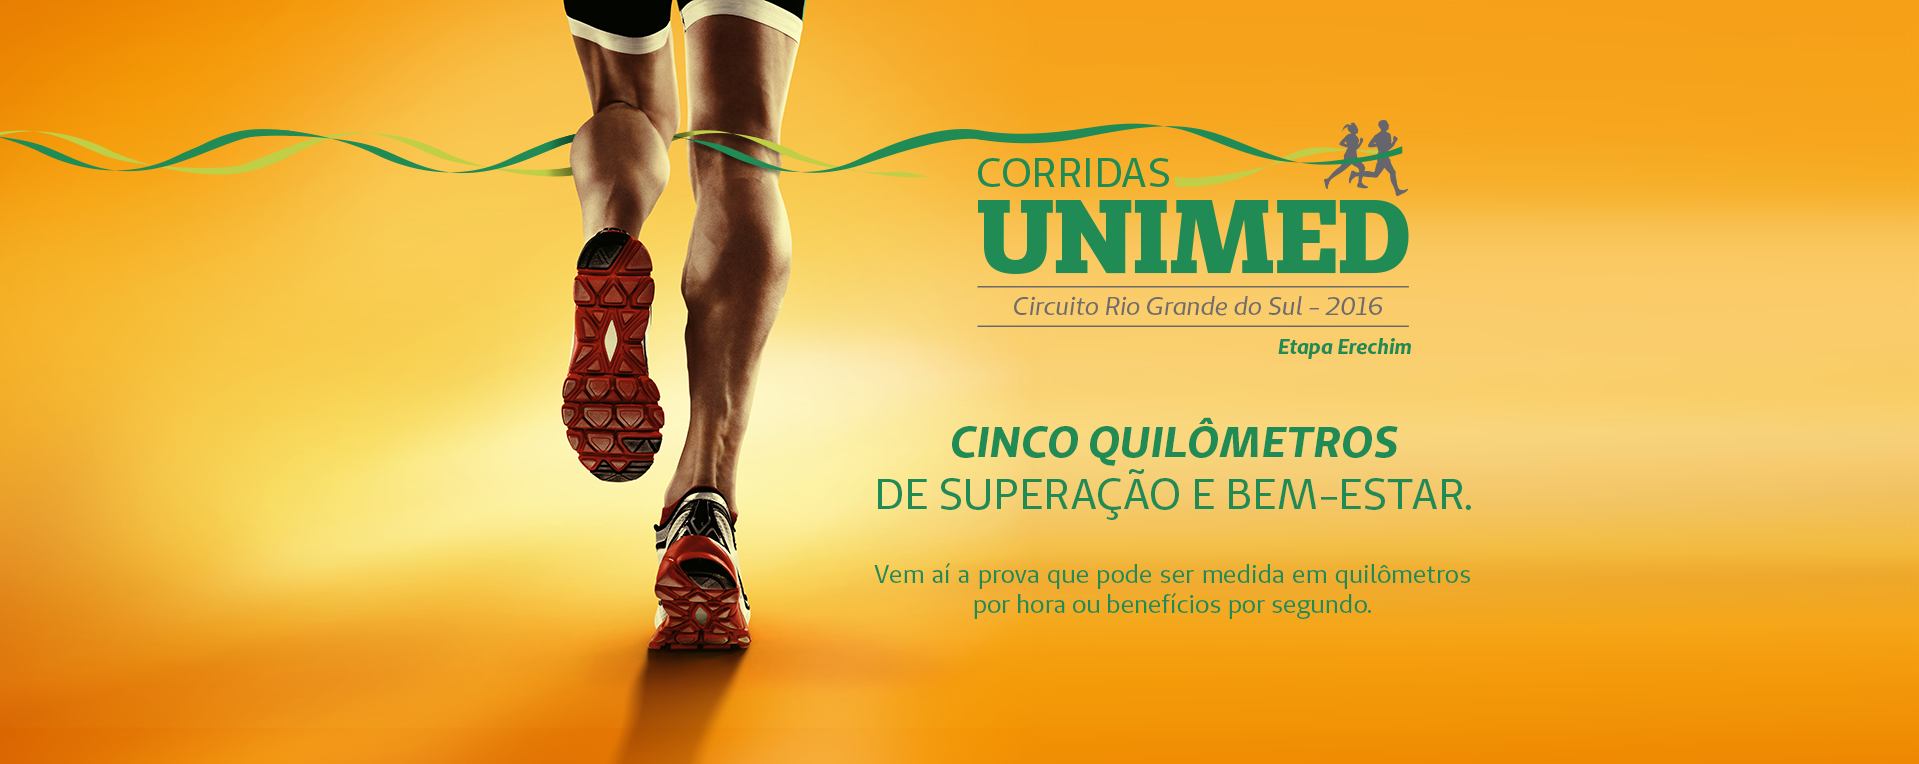 CORRIDAS
UNIMED
Circuito Rio Grande do Sul - 2016
Etapa Erechim
CINCO QUILÔMETROS
DE SUPERAÇÃO E BEM-ESTAR.
Vem aí a prova que pode ser medida em quilômetros
por hora ou benefícios por segundo.